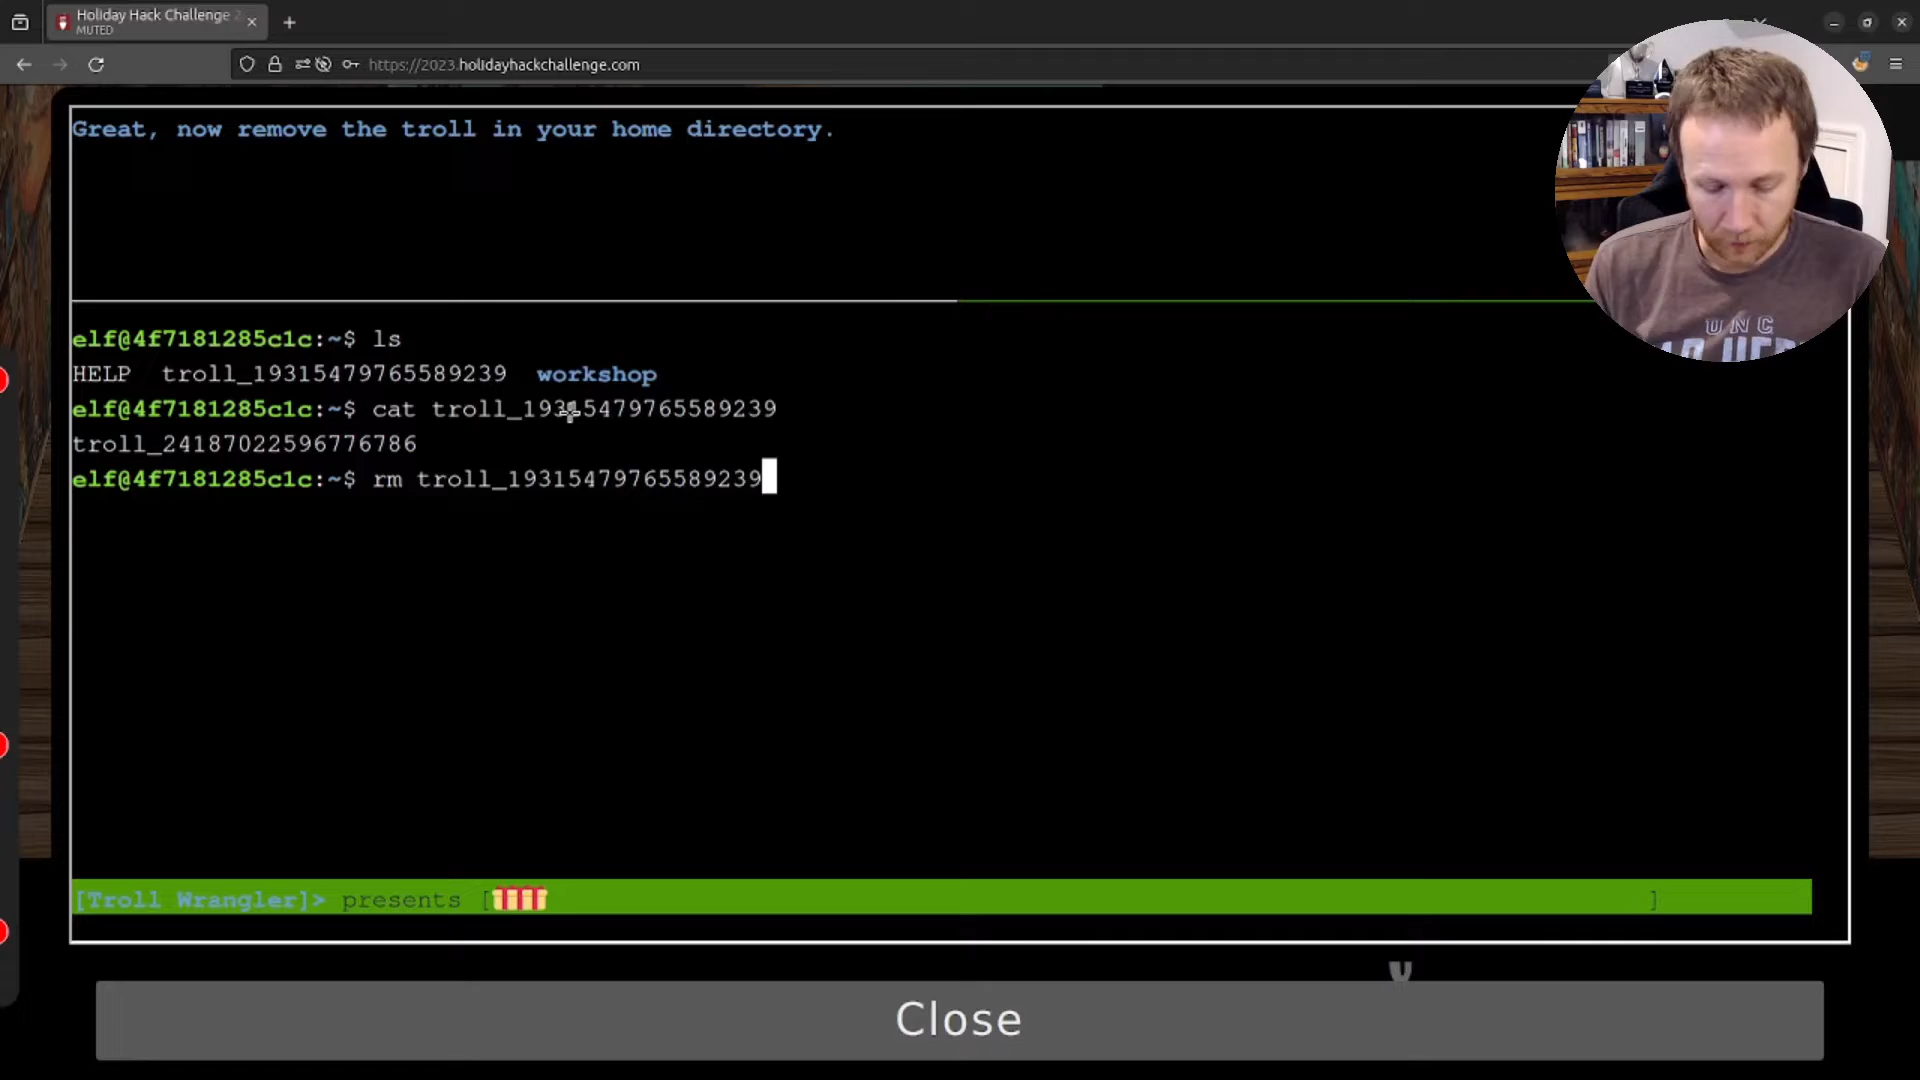 Holiday Hack Challenge 2
MUTED
https://2023.holidayhackchallenge.com
Great, now remove the troll in your home directory.
elf@4f7181285c1c:~$ ls
HELP  troll_19315479765589239  workshop
elf@4f7181285c1c:~$ cat troll_19315479765589239
troll_24187022596776786
elf@4f7181285c1c:~$ rm troll_19315479765589239
[Troll Wrangler]> presents [ ]
Close
UNC